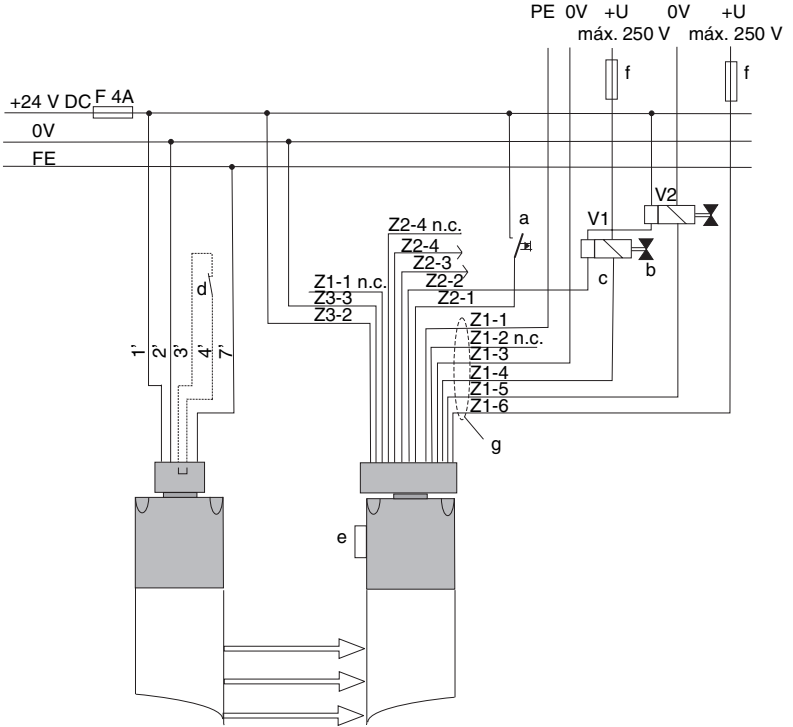 PE 0V +U 0V +U
máx. 250 V máx. 250 V
f f
+24 V DC F 4A
0V
FE
V2
a V1
Z2-4 n.c.
Z2-4
Z2-3
b
d Z1-1 n.c. Z2-2 c
Z3-3 Z2-1
Z3-2
Z1-1
Z1-2 n.c.
1' 2' 3' 4' 7' Z1-3
Z1-4
Z1-5
Z1-6
g
e